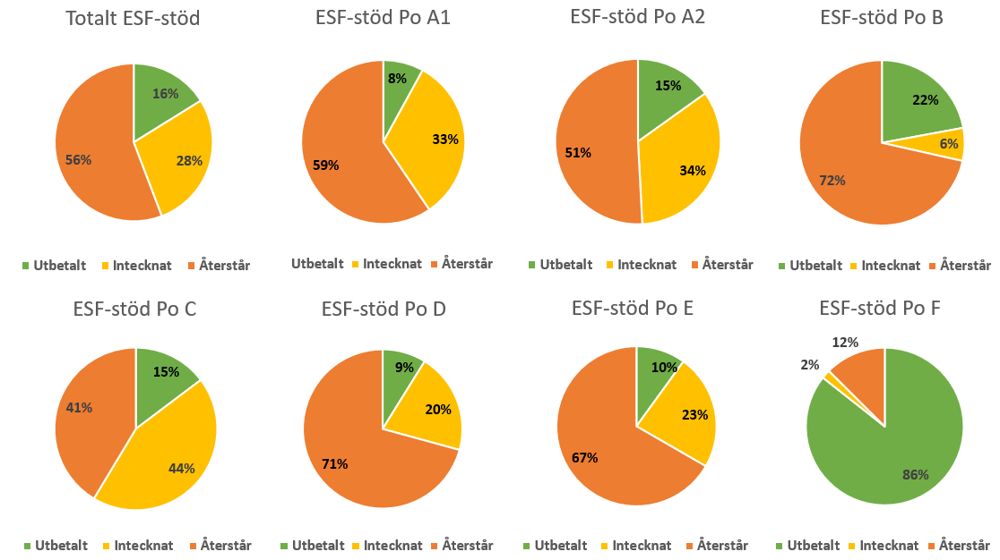 Totalt ESF-stöd
16%
28%
56%
Utbetalt Intecknat Återstår
ESF-stöd Po A1
8%
33%
59%
Utbetalt Intecknat Återstår
ESF-stöd Po A2
15%
34%
51%
Utbetalt Intecknat Återstår
ESF-stöd Po B
22%
6%
72%
Utbetalt Intecknat Återstår
ESF-stöd Po C
15%
44%
41%
Utbetalt Intecknat Återstår
ESF-stöd Po D
9%
20%
71%
Utbetalt Intecknat Återstår
ESF-stöd Po E
10%
23%
67%
Utbetalt Intecknat Återstår
ESF-stöd Po F
12%
2%
86%
Utbetalt Intecknat Återstår